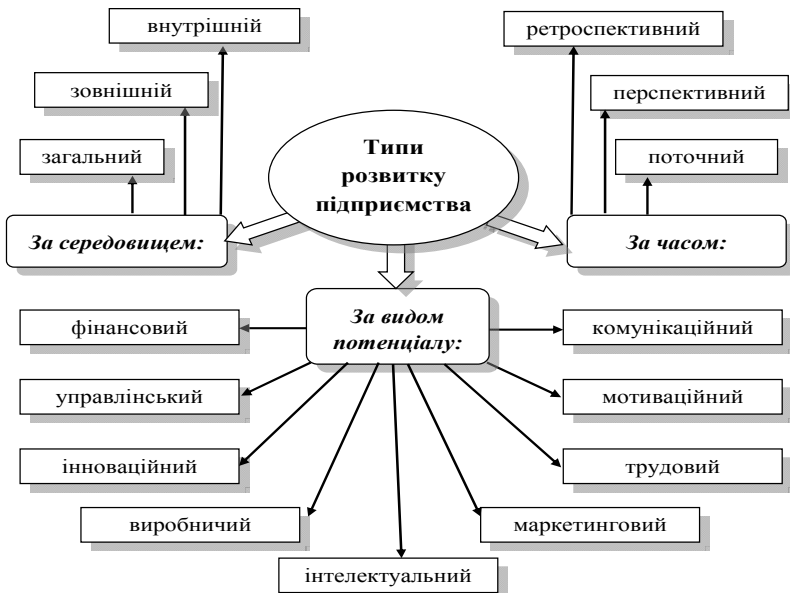 внутрішній
ретроспективний
зовнішній
перспективний
загальний
Типи
розвитку
підприємства
поточний
За середовищем:
За часом:
За видом
потенціалу:
фінансовий
комунікаційний
управлінський
мотиваційний
інноваційний
трудовий
виробничий
маркетинговий
інтелектуальний